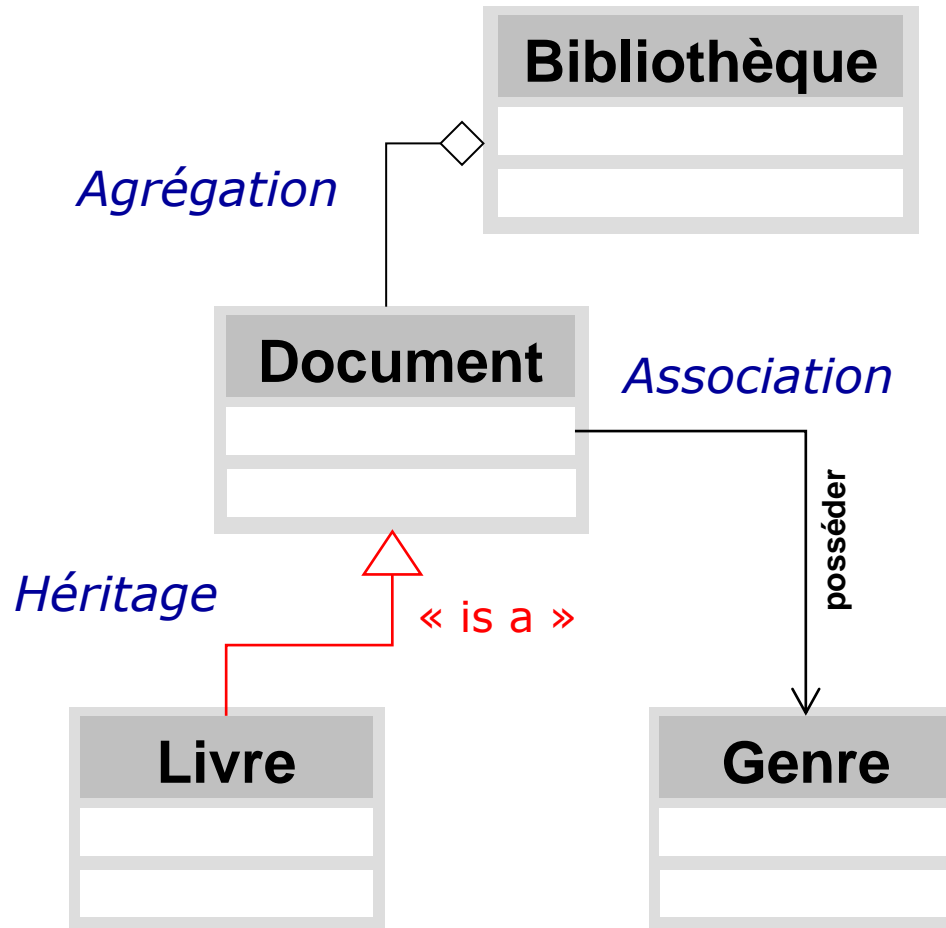 Bibliothèque
Agrégation
Document
Association
posséder
Héritage
« is a »
Livre
Genre